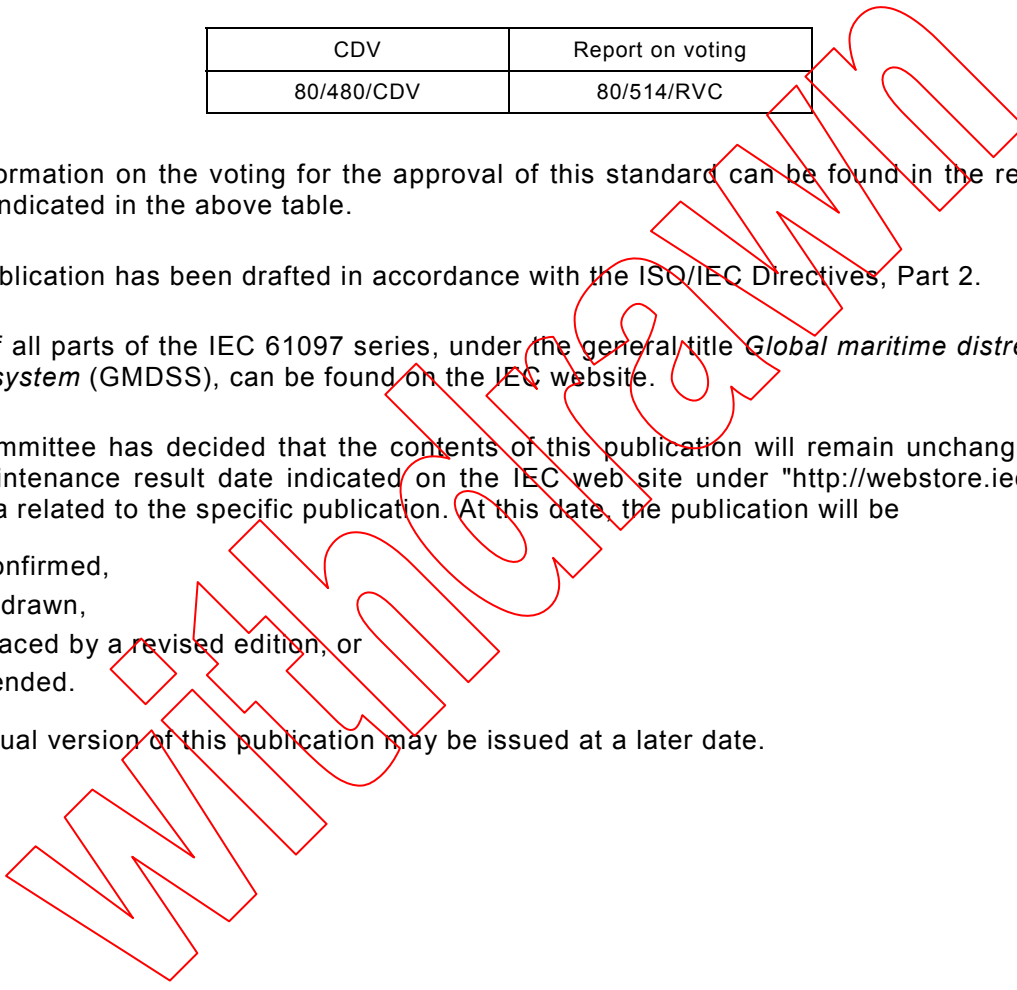 CDV Report on voting
80/480/CDV 80/514/RVC
ormation on the voting for the approval of this standard can be found in the re
ndicated in the above table.
ublication has been drafted in accordance with the ISO/IEC Directives, Part 2.
f all parts of the IEC 61097 series, under the general title Global maritime distre
system (GMDSS), can be found on the IEC website.
mmittee has decided that the contents of this publication will remain unchang
intenance result date indicated on the IEC web site under "http://webstore.iec
a related to the specific publication. At this date, the publication will be
onfirmed,
drawn,
aced by a revised edition, or
ended.
ual version of this publication may be issued at a later date.
withdrawn